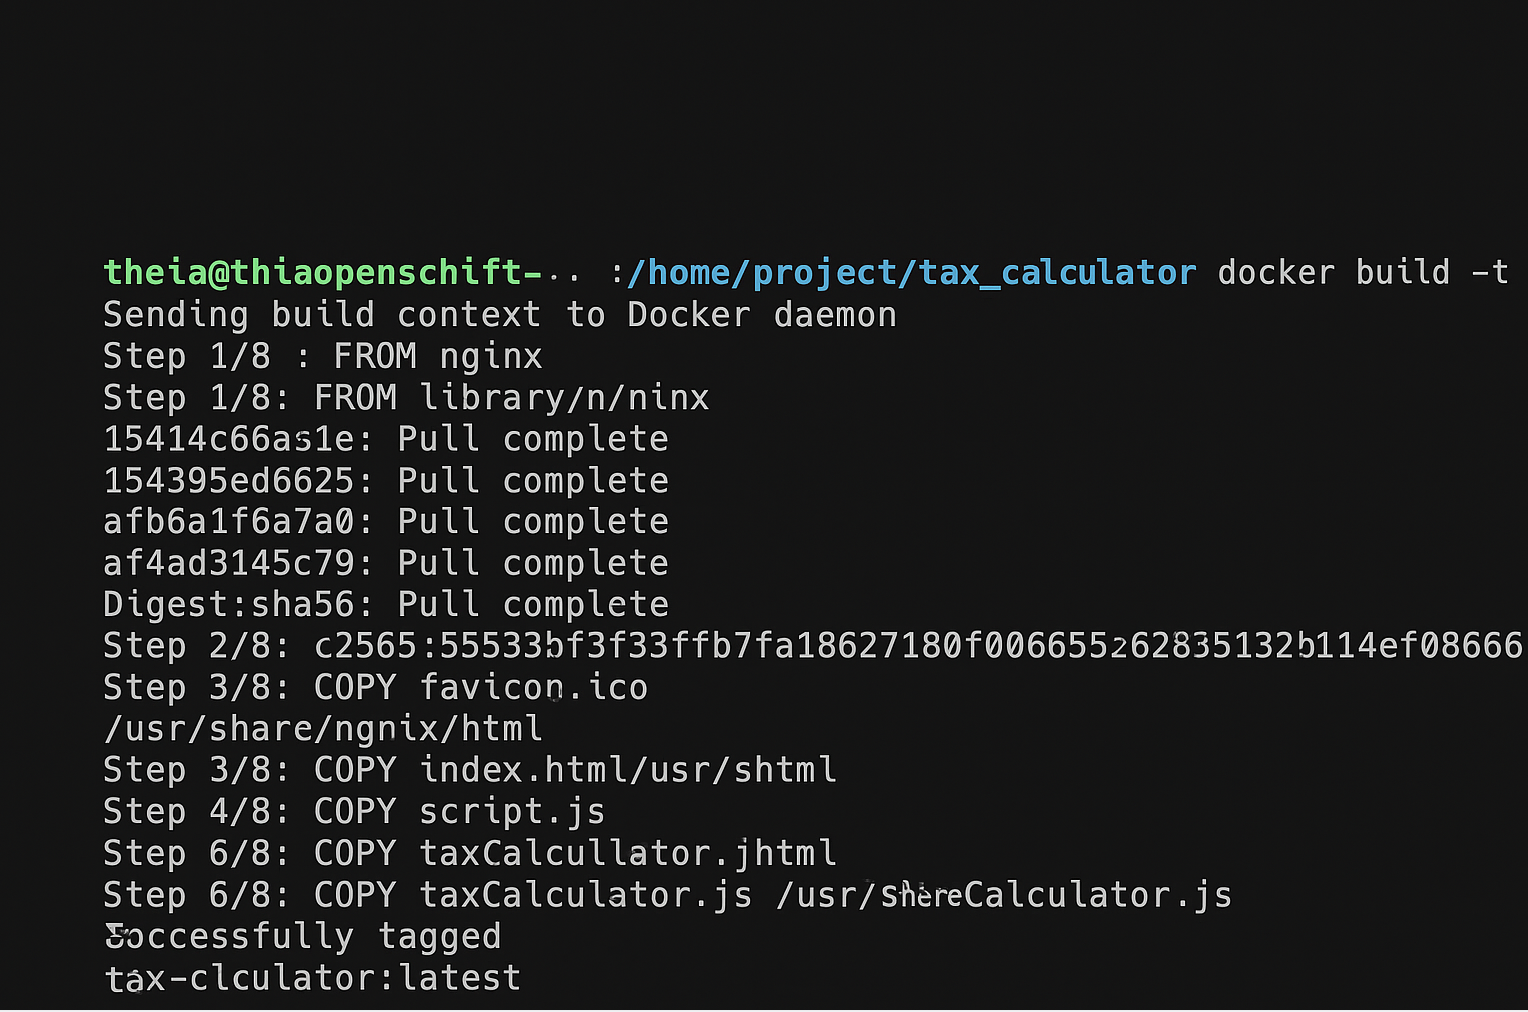 theia@thiaopenschift-·· :/home/project/tax_calculator docker build -t
Sending build context to Docker daemon
Step 1/8 : FROM nginx
Step 1/8: FROM library/n/ninx
15414c66as1e: Pull complete
154395ed6625: Pull complete
afb6a1f6a7a0: Pull complete
af4ad3145c79: Pull complete
Digest:sha56: Pull complete
Step 2/8: c2565:55533bf3f33ffb7fa18627180f006655262835132b114ef08666
Step 3/8: COPY favicon.ico
/usr/share/ngnix/html
Step 3/8: COPY index.html/usr/shtml
Step 4/8: COPY script.js
Step 6/8: COPY taxCalcullator.jhtml
Step 6/8: COPY taxCalculator.js /usr/shereCalculator.js
tagged
tax-clculator:latest